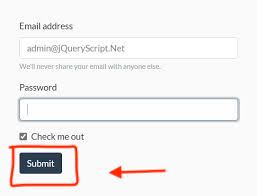 Email address
admin@jQueryScript.Net
We'll never share your email with anyone else.
Password
Check me out
Submit